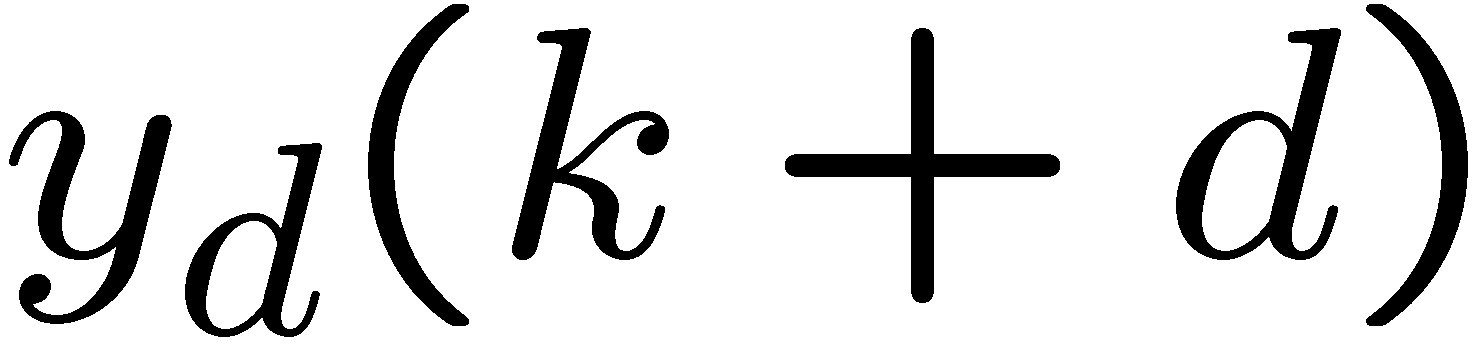 y_d(k + d)